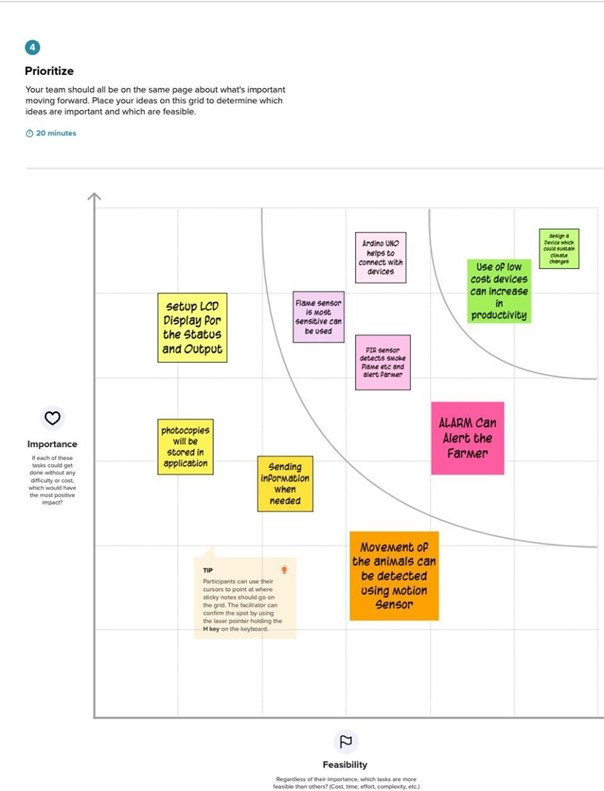 4
Prioritize
Your team should all be on the same page about what's important
moving forward. Place your ideas on this grid to determine which
ideas are important and which are feasible.
20 minutes
design a
Device which
could sustain
climate
changes
Ardino UNO
helps to
connect with
devices
Use of low
cost devices
can increase
in
productivity
Flame sensor
is most
sensitive can
be used
setup LCD
Display for
the Status
and Output
PIR sensor
detects smoke
Flame etc and
alert Farmer
ALARM Can
Alert the
Farmer
photocopies
will be
stored in
application
Importance
If each of these
tasks could get
done without any
difficulty or cost,
which would have
the most positive
impact?
Sending
information
when
needed
Movement of
the animals can
be detected
using Motion
Sensor
TIP
Participants can use their
cursors to point at where
sticky notes should go on
the grid. The facilitator can
confirm the spot by using
the laser pointer holding the
H key on the keyboard.
Feasibility
Regardless of their importance, which tasks are more
feasible than others? (Cost, time, effort, complexity, etc.)